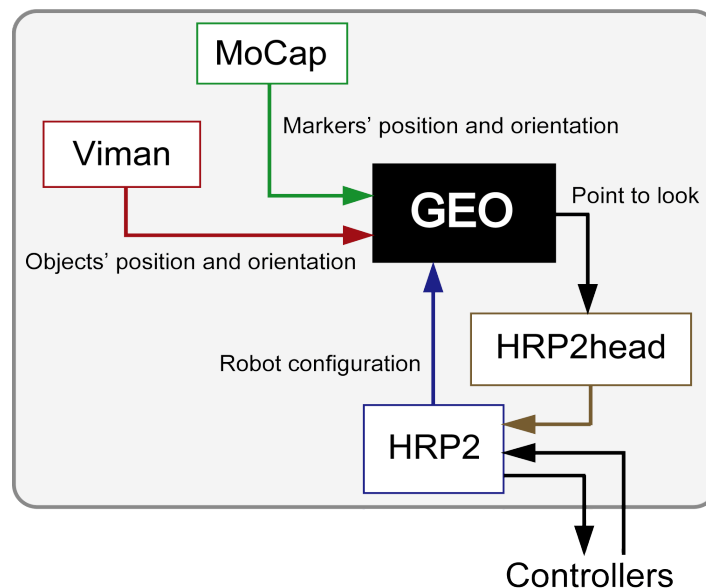 MoCap
Markers’ position and orientation
Viman
GEO
Point to look
Objects’ position and orientation
HRP2head
Robot configuration
HRP2
Controllers